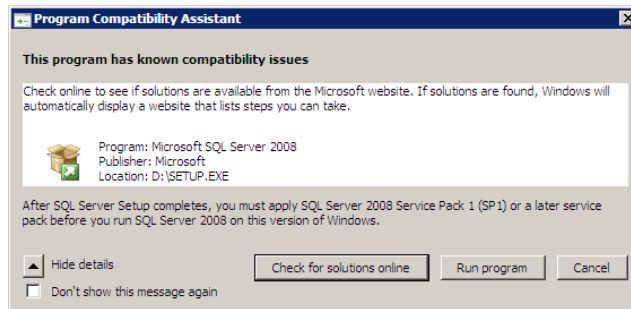 Program Compatibility Assistant
This program has known compatibility issues
Check online to see if solutions are available from the Microsoft website. If solutions are found, Windows will
automatically display a website that lists steps you can take.
Program: Microsoft SQL Server 2008
Publisher: Microsoft
Location: D:\SETUP.EXE
After SQL Server Setup completes, you must apply SQL Server 2008 Service Pack 1 (SP1) or a later service
pack before you run SQL Server 2008 on this version of Windows.
Hide details
Check for solutions online
Run program
Cancel
Don't show this message again